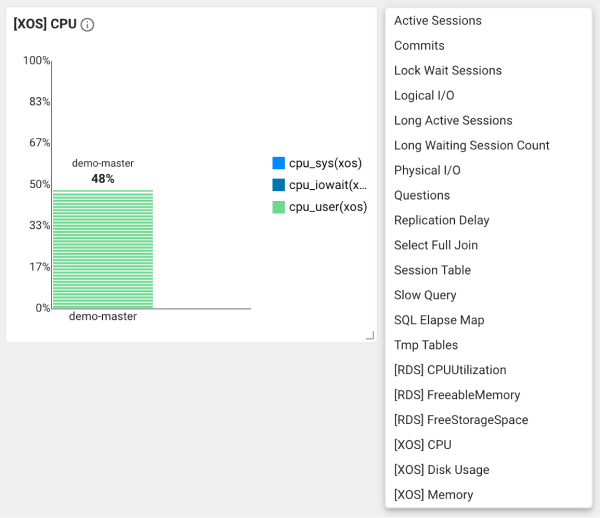 [XOS] CPU
100%
83%
67%
50%
33%
17%
0%
demo-master
48%
demo-master
cpu_sys(xos)
cpu_iowait(x...
cpu_user(xos)
Active Sessions
Commits
Lock Wait Sessions
Logical I/O
Long Active Sessions
Long Waiting Session Count
Physical I/O
Questions
Replication Delay
Select Full Join
Session Table
Slow Query
SQL Elapse Map
Tmp Tables
[RDS] CPUUtilization
[RDS] FreeableMemory
[RDS] FreeStorageSpace
[XOS] CPU
[XOS] Disk Usage
[XOS] Memory